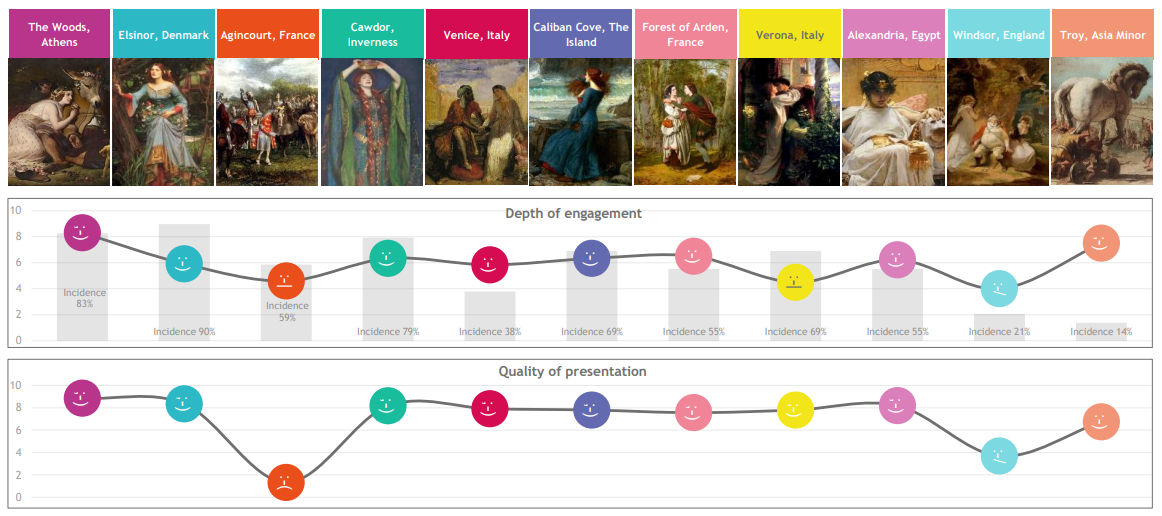 The Woods,
Athens
Elsinor, Denmark
Agincourt, France
Cawdor,
Inverness
Venice, Italy
Caliban Cove, The
Island
Forest of Arden,
France
Verona, Italy
Alexandria, Egypt
Windsor, England
Troy, Asia Minor
Depth of engagement
10
8
6
4
2
0
Incidence
83%
Incidence 90%
Incidence
59%
Incidence 79%
Incidence 38%
Incidence 69%
Incidence 55%
Incidence 69%
Incidence 55%
Incidence 21%
Incidence 14%
Quality of presentation
10
8
6
4
2
0